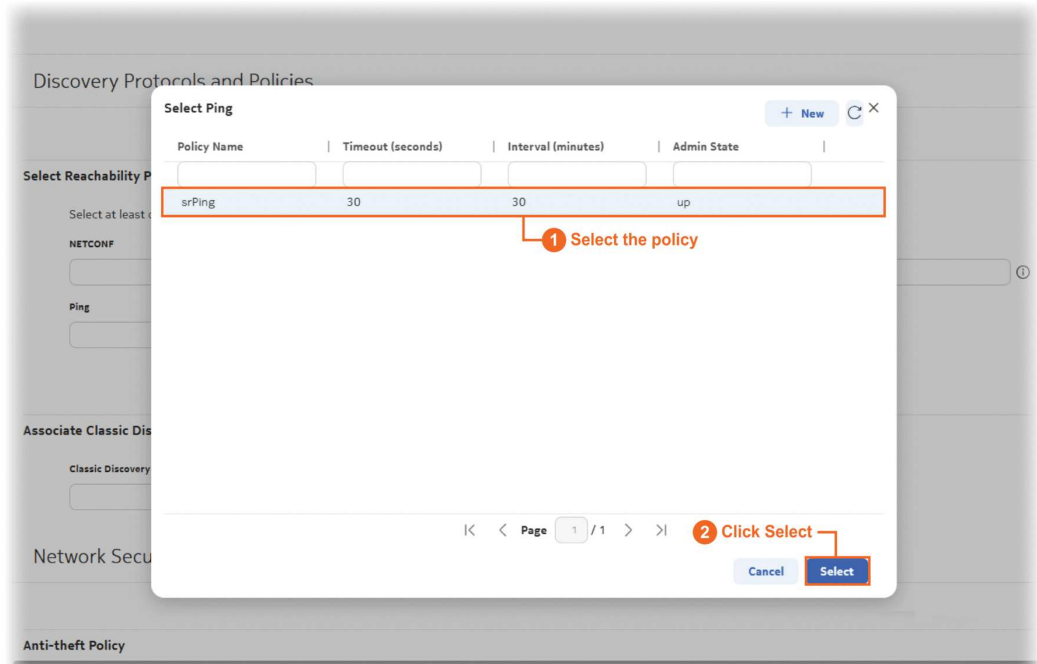 Discovery Protocols and Policies
Select Ping
+ New
Policy Name | Timeout (seconds) | Interval (minutes) | Admin State |
Select Reachability P
srPing 30 30 up
Select at least
1 Select the policy
NETCONF
Ping
Associate Classic Dis
Classic Discovery
Page 1 / 1
2 Click Select
Network Secu
Cancel Select
Anti-theft Policy